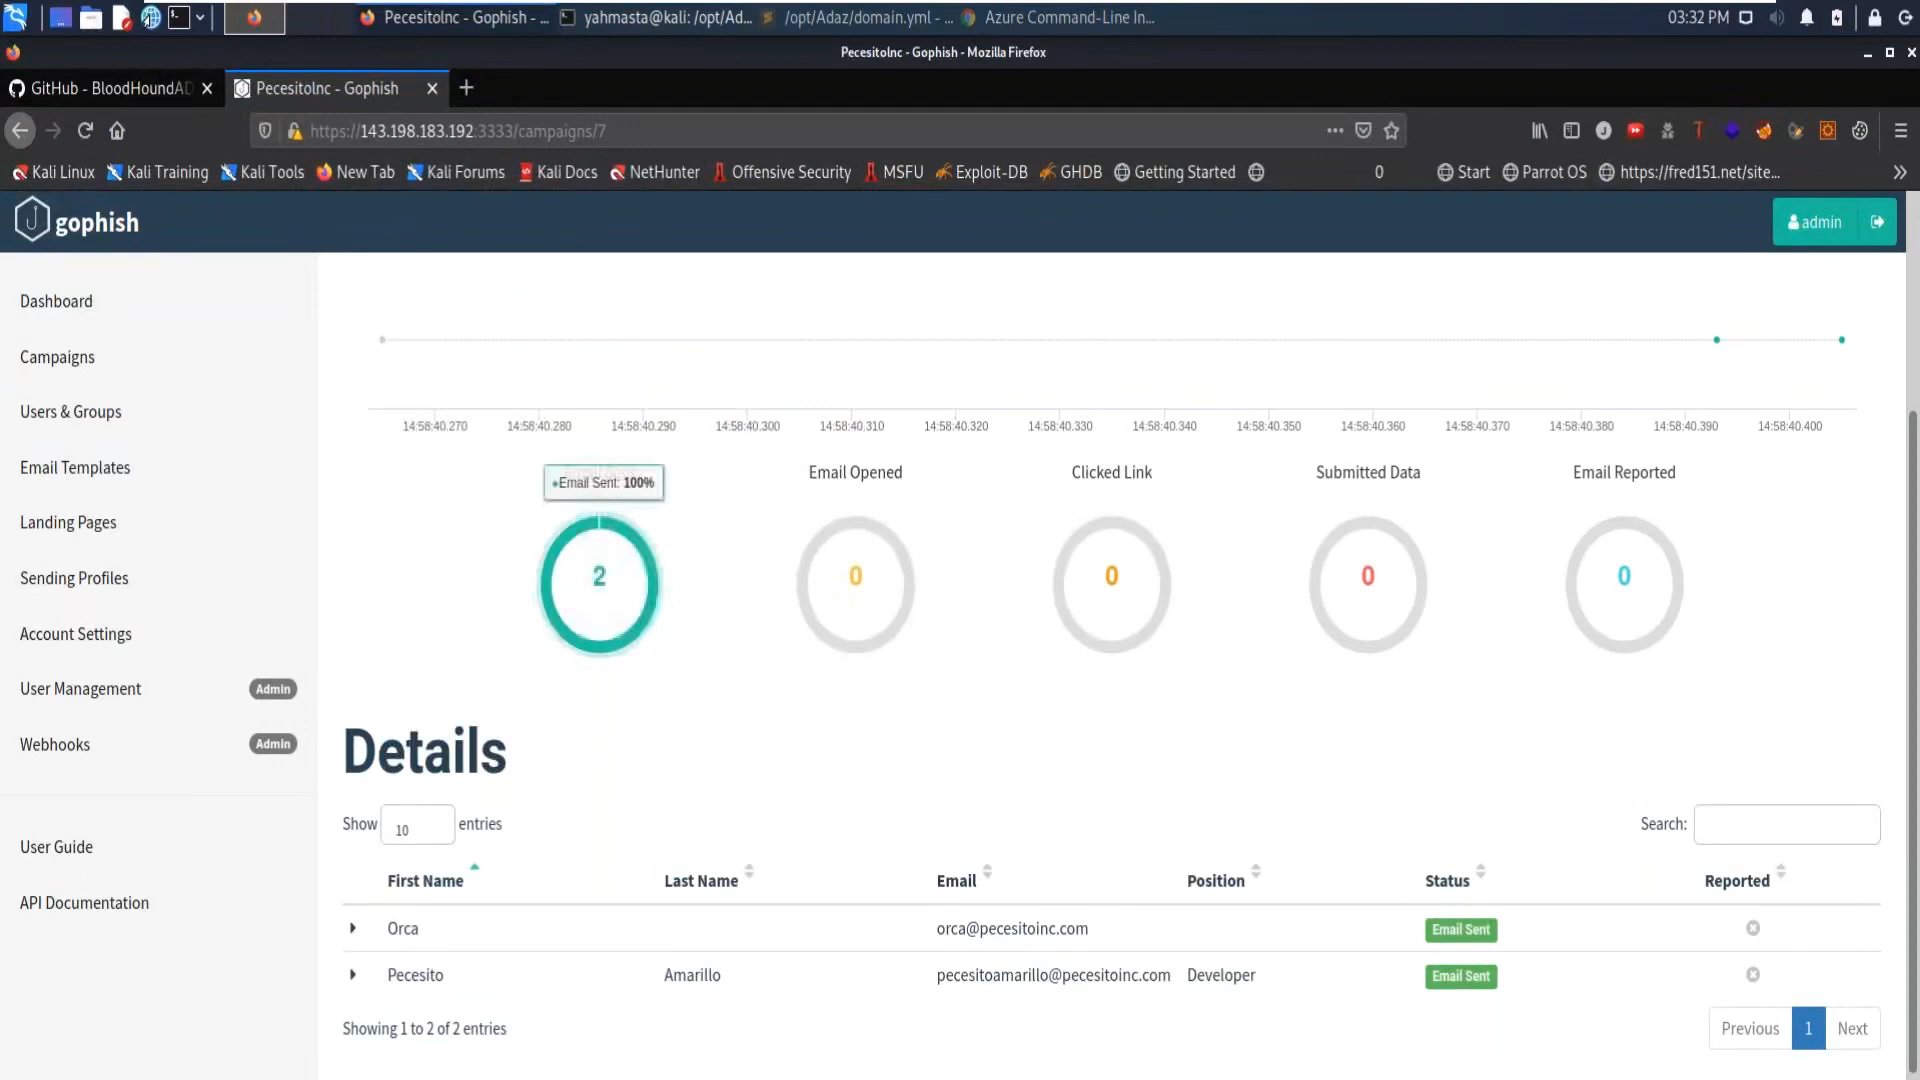 PecesitoInc - Gophish - ...
yahmasta@kali: /opt/Ad...
/opt/Adaz/domain.yml - ...
Azure Command-Line In...
03:32 PM
PecesitoInc - Gophish - Mozilla Firefox
GitHub - BloodHoundAD
PecesitoInc - Gophish
https://143.198.183.192:3333/campaigns/7
Kali Linux
Kali Training
Kali Tools
New Tab
Kali Forums
Kali Docs
NetHunter
Offensive Security
MSFU
Exploit-DB
GHDB
Getting Started
0
Start
Parrot OS
https://fred151.net/site...
gophish
admin
Dashboard
Campaigns
Users & Groups
Email Templates
Landing Pages
Sending Profiles
Account Settings
User Management Admin
Webhooks Admin
User Guide
API Documentation
14:58:40.270 14:58:40.280 14:58:40.290 14:58:40.300 14:58:40.310 14:58:40.320 14:58:40.330 14:58:40.340 14:58:40.350 14:58:40.360 14:58:40.370 14:58:40.380 14:58:40.390 14:58:40.400
Email Sent: 100%
Email Opened
Clicked Link
Submitted Data
Email Reported
2
0
0
0
0
Details
Show 10 entries
Search:
First Name Last Name Email Position Status Reported
Orca orca@pecesitoinc.com Email Sent
Pecesito Amarillo pecesitoamarillo@pecesitoinc.com Developer Email Sent
Showing 1 to 2 of 2 entries
Previous 1 Next